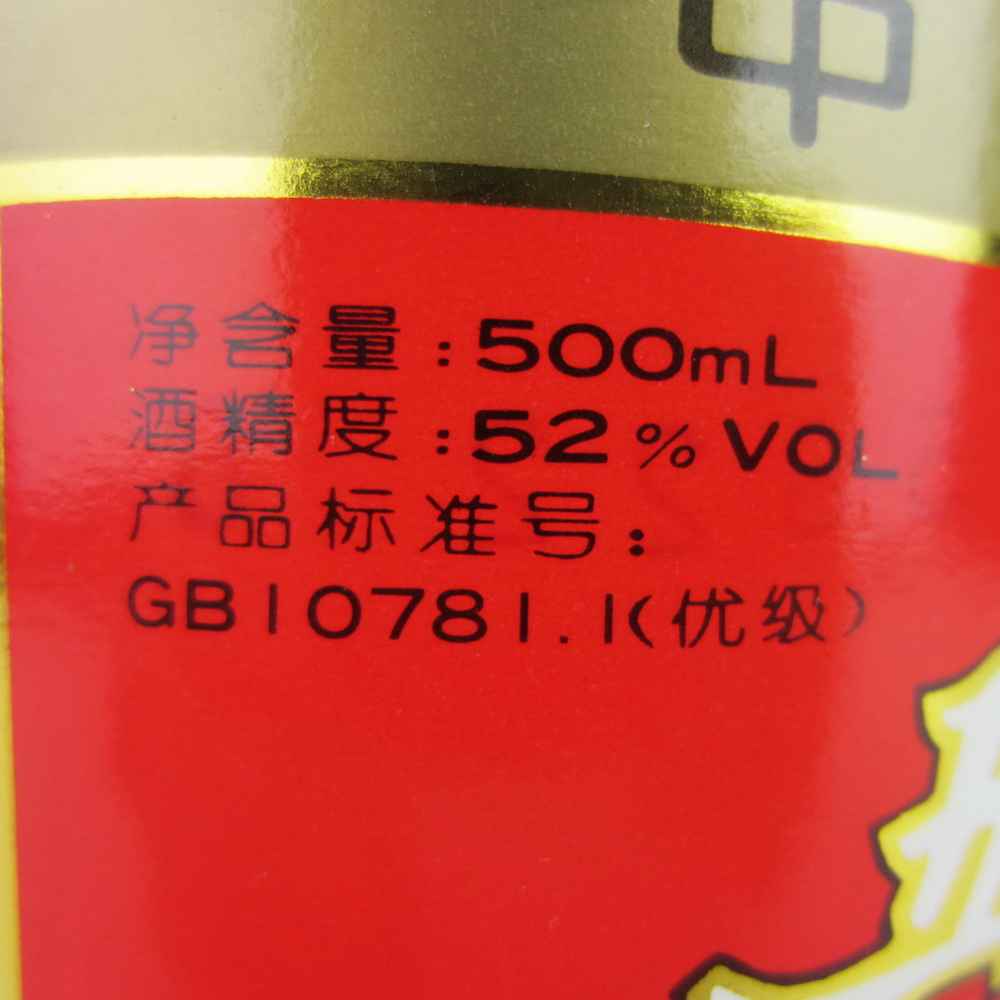 中
净含量:500mL
酒精度:52%VOL
产品标准号:
GB10781.1(优级)